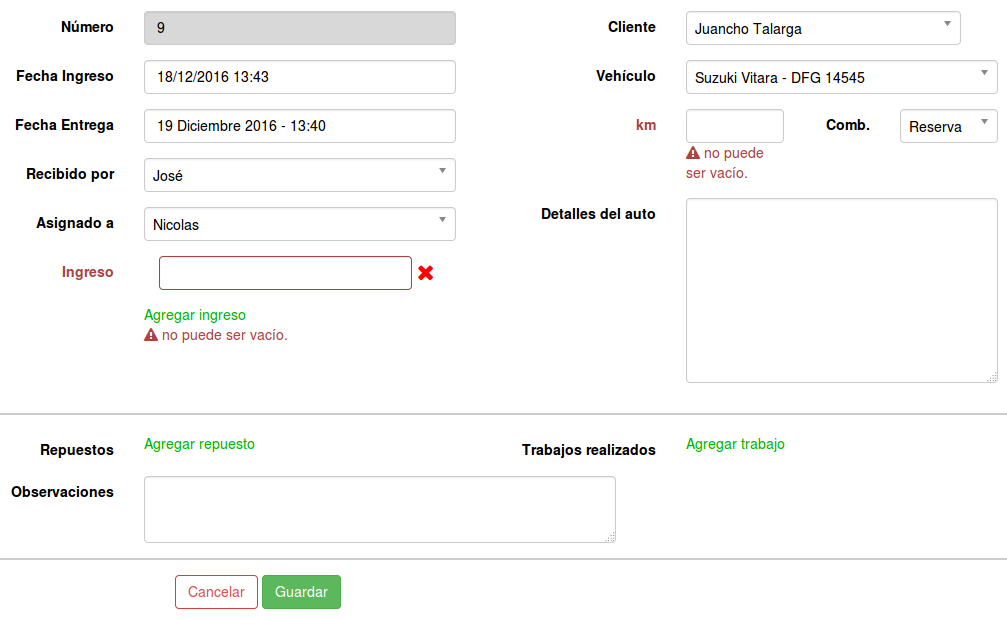 Número 9
Fecha Ingreso 18/12/2016 13:43
Fecha Entrega 19 Diciembre 2016 - 13:40
Recibido por José
Asignado a Nicolas
Ingreso
Agregar ingreso
no puede ser vacío.
Cliente Juancho Talarga
Vehículo Suzuki Vitara - DFG 14545
km Comb. Reserva
no puede
ser vacío.
Detalles del auto
Repuestos Agregar repuesto
Trabajos realizados Agregar trabajo
Observaciones
Cancelar Guardar